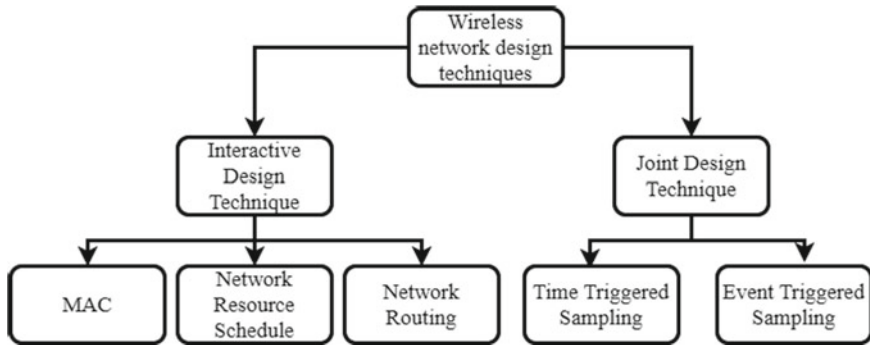 Wireless
network design
techniques
Interactive
Design
Technique
Joint Design
Technique
MAC
Network
Resource
Schedule
Network
Routing
Time Triggered
Sampling
Event Triggered
Sampling